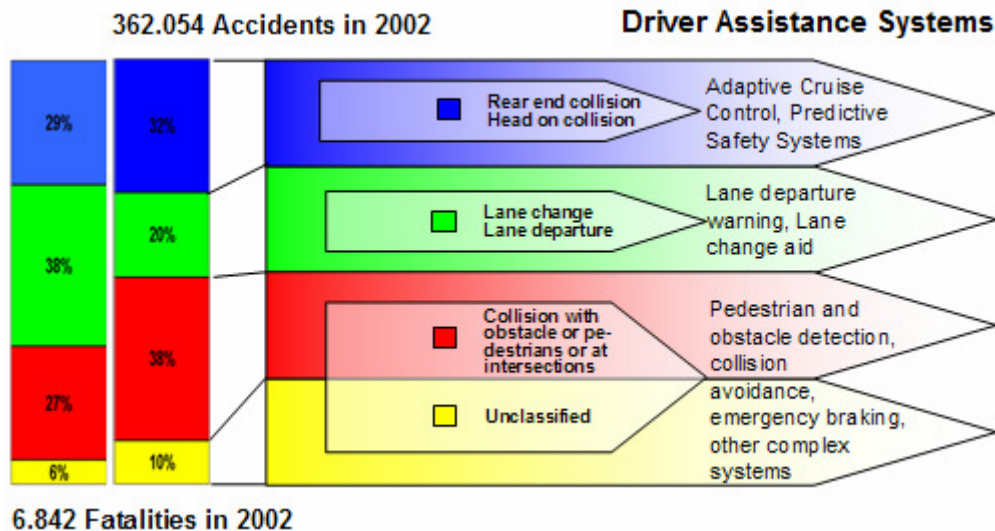 362.054 Accidents in 2002
Driver Assistance Systems
29%
38%
27%
6%
32%
20%
38%
10%
Rear end collision
Head on collision
Adaptive Cruise
Control, Predictive
Safety Systems
Lane change
Lane departure
Lane departure
warning, Lane
change aid
Collision with
obstacle or pe-
destrians or at
intersections
Unclassified
Pedestrian and
obstacle detection,
collision
avoidance,
emergency braking,
other complex
systems
6.842 Fatalities in 2002